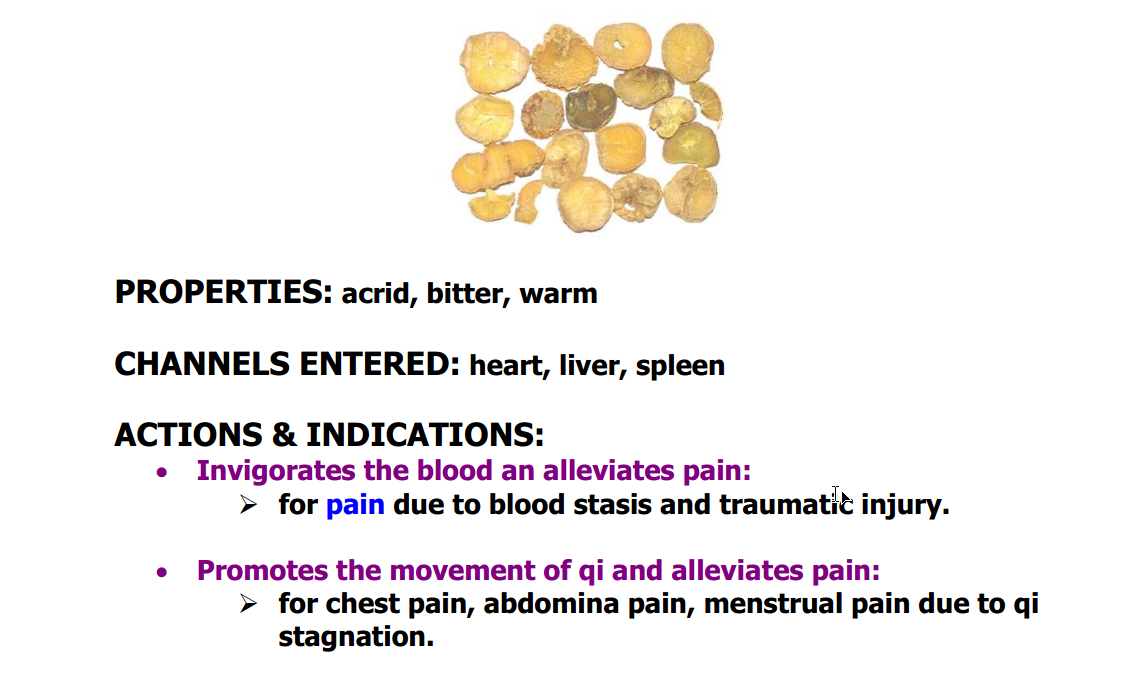 PROPERTIES: acrid, bitter, warm
CHANNELS ENTERED: heart, liver, spleen
ACTIONS & INDICATIONS:
• Invigorates the blood an alleviates pain:
➢ for pain due to blood stasis and traumatic injury.
• Promotes the movement of qi and alleviates pain:
➢ for chest pain, abdomina pain, menstrual pain due to qi
stagnation.